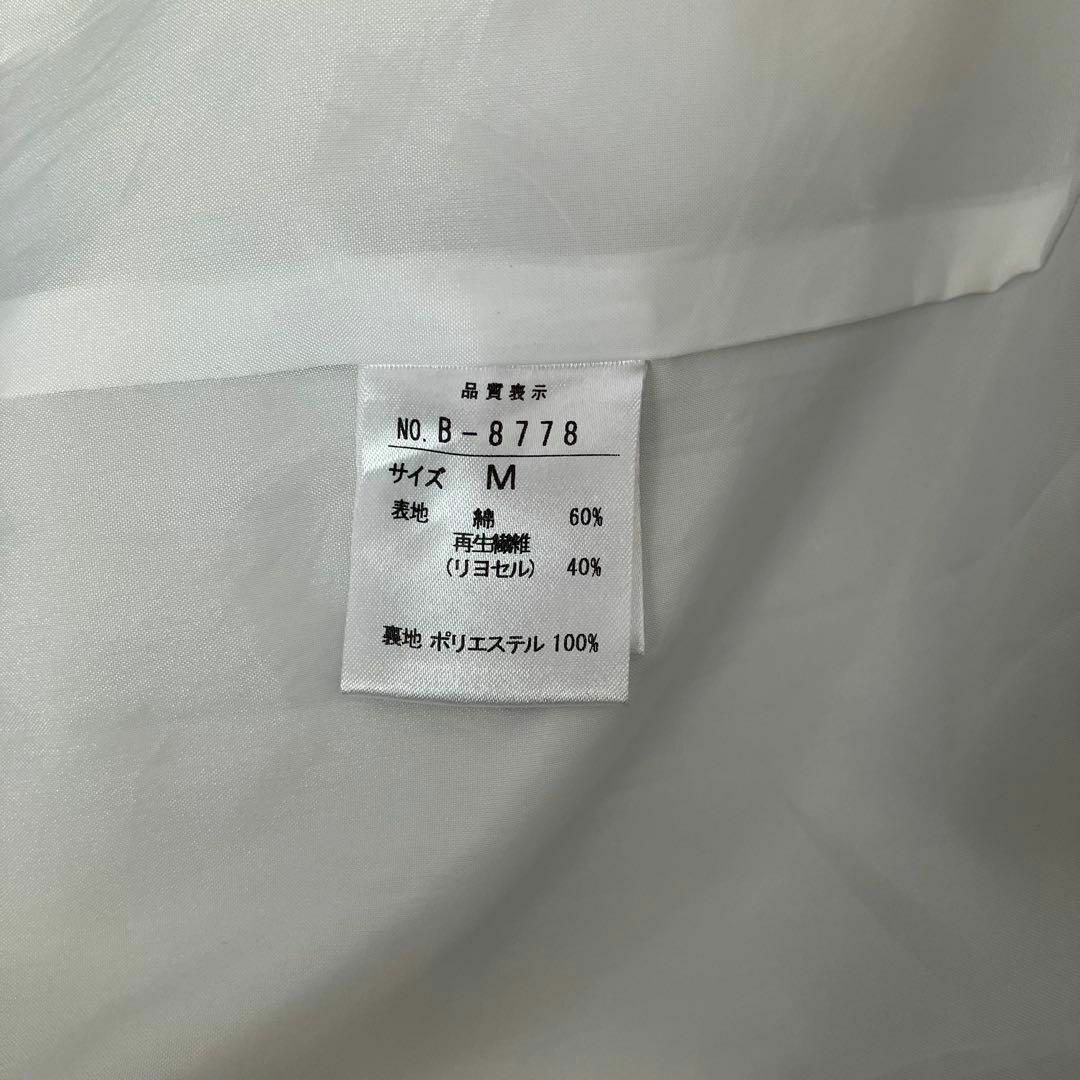 品質表示
NO. B-8778
サイズ M
表地 綿 60%
再生繊維
(リヨセル) 40%
裏地 ポリエステル 100%